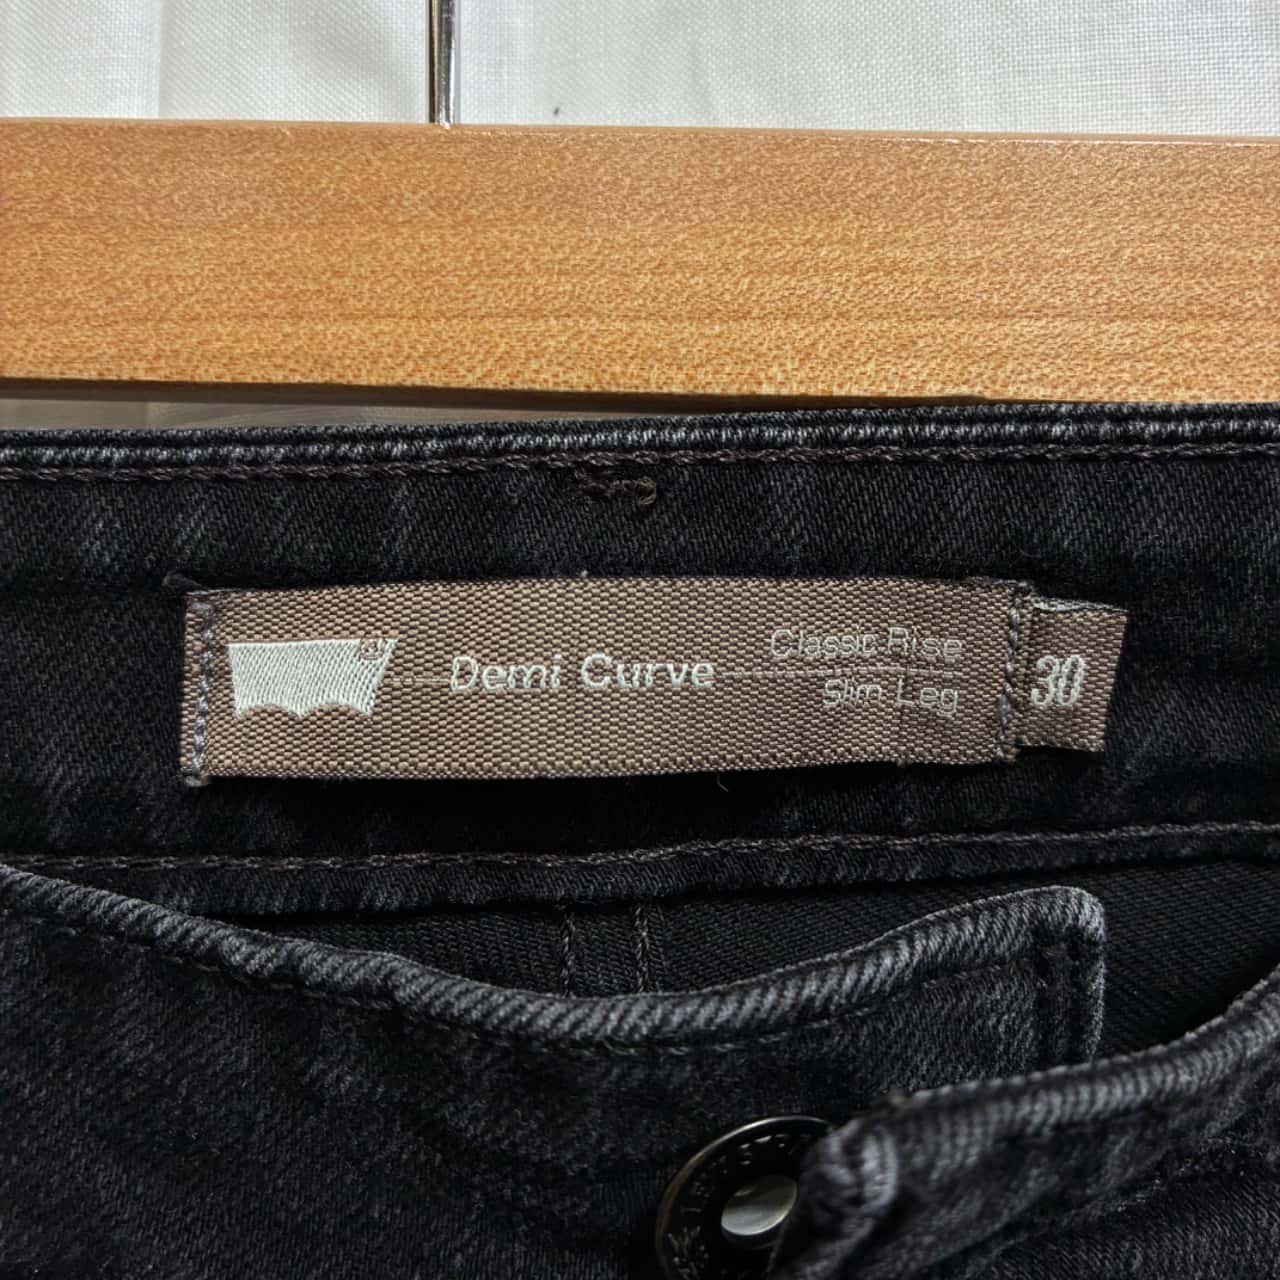 Demi Curve
Classic Rise
Slim Leg
30